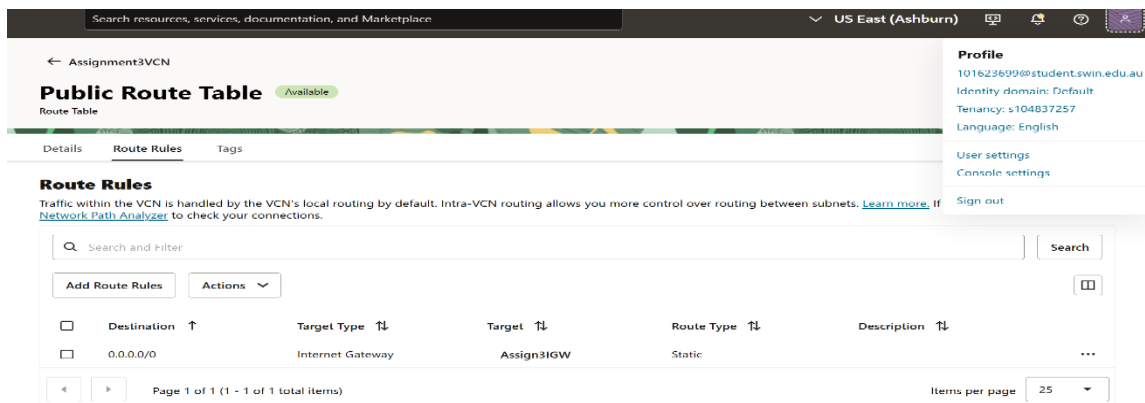 Search resources, services, documentation, and Marketplace
US East (Ashburn)
Profile
101623699@student.swin.edu.au
Identity domain: Default
Tenancy: s104837257
Language: English
User settings
Console settings
Sign out
← Assignment3VCN
Public Route Table Available
Route Table
Details Route Rules Tags
Route Rules
Traffic within the VCN is handled by the VCN's local routing by default. Intra-VCN routing allows you more control over routing between subnets. Learn more. If
Network Path Analyzer to check your connections.
Search and Filter Search
Add Route Rules Actions
Destination ↑ Target Type Target Route Type Description
0.0.0.0/0 Internet Gateway Assign3IGW Static
Page 1 of 1 (1 - 1 of 1 total items) Items per page 25